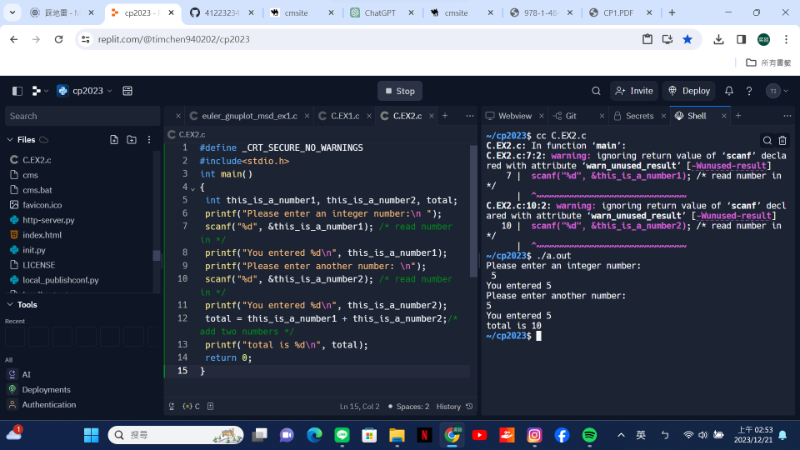 cp2023
41223234
cmsite
ChatGPT
cmsite
CP1.PDF
replit.com/@timchen940202/cp2023
所有書籤
cp2023
Stop
Invite
Deploy
Search
Files
C.EX2.c
cms
cms.bat
favicon.ico
http-server.py
index.html
init.py
LICENSE
local_publishconf.py
Tools
Recent
All
AI
Deployments
Authentication
euler_gnuplot_msd_ex1.c
C.EX1.c
C.EX2.c
C.EX2.c
1 #define _CRT_SECURE_NO_WARNINGS
2 #include<stdio.h>
3 int main()
4 {
5 int this_is_a_number1, this_is_a_number2, total;
6 printf("Please enter an integer number:\n ");
7 scanf("%d", &this_is_a_number1); /* read number
in */
8 printf("You entered %d\n", this_is_a_number1);
9 printf("Please enter another number: \n");
10 scanf("%d", &this_is_a_number2); /* read number
in */
11 printf("You entered %d\n", this_is_a_number2);
12 total = this_is_a_number1 + this_is_a_number2;/*
add two numbers */
13 printf("total is %d\n", total);
14 return 0;
15 }
Ln 15, Col 2
Spaces: 2
History
Webview
Git
Secrets
Shell
~/cp2023$ cc C.EX2.c
C.EX2.c: In function ‘main’:
C.EX2.c:7:2: warning: ignoring return value of ‘scanf’ decla
red with attribute ‘warn_unused_result’ [-Wunused-result]
7 | scanf("%d", &this_is_a_number1); /* read number in
*/
| ^~~~~~~~~~~~~~~~~~~~~~~~~~~~~~~
C.EX2.c:10:2: warning: ignoring return value of ‘scanf’ decl
ared with attribute ‘warn_unused_result’ [-Wunused-result]
10 | scanf("%d", &this_is_a_number2); /* read number in
*/
| ^~~~~~~~~~~~~~~~~~~~~~~~~~~~~~~
~/cp2023$ ./a.out
Please enter an integer number:
5
You entered 5
Please enter another number:
5
You entered 5
total is 10
~/cp2023$
搜尋
英
上午 02:53
2023/12/21